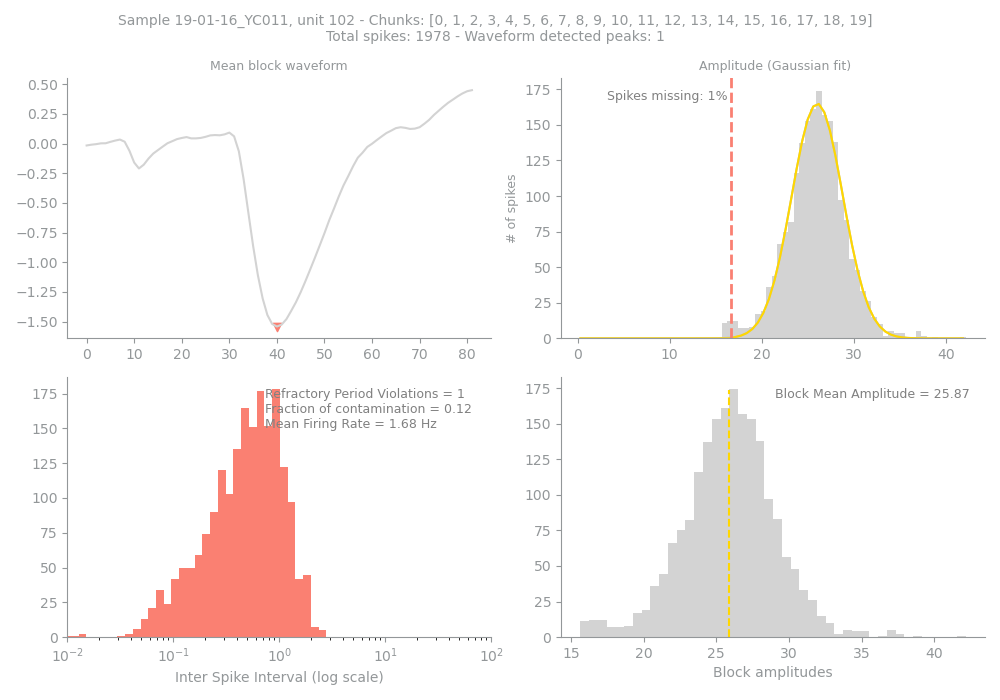 Sample 19-01-16_YC011, unit 102 - Chunks: [0, 1, 2, 3, 4, 5, 6, 7, 8, 9, 10, 11, 12, 13, 14, 15, 16, 17, 18, 19]
Total spikes: 1978 - Waveform detected peaks: 1
Mean block waveform
0.50
0.25
0.00
−0.25
−0.50
−0.75
−1.00
−1.25
−1.50
0 10 20 30 40 50 60 70 80
Amplitude (Gaussian fit)
Spikes missing: 1%
# of spikes
175
150
125
100
75
50
25
0
0 10 20 30 40
Refractory Period Violations = 1
Fraction of contamination = 0.12
Mean Firing Rate = 1.68 Hz
175
150
125
100
75
50
25
0
10⁻² 10⁻¹ 10⁰ 10¹ 10²
Inter Spike Interval (log scale)
Block Mean Amplitude = 25.87
175
150
125
100
75
50
25
0
15 20 25 30 35 40
Block amplitudes